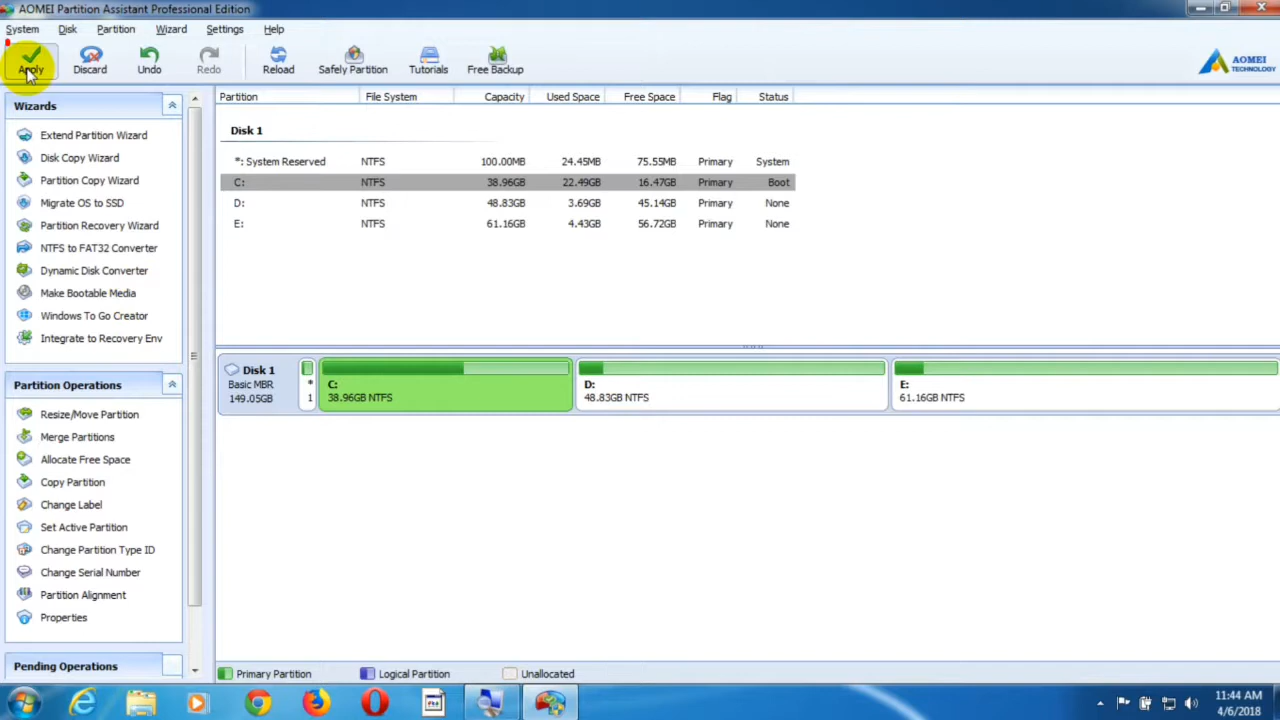 AOMEI Partition Assistant Professional Edition
System Disk Partition Wizard Settings Help
Apply Discard Undo Redo Reload Safely Partition Tutorials Free Backup
AOMEI
TECHNOLOGY
Wizards
Extend Partition Wizard
Disk Copy Wizard
Partition Copy Wizard
Migrate OS to SSD
Partition Recovery Wizard
NTFS to FAT32 Converter
Dynamic Disk Converter
Make Bootable Media
Windows To Go Creator
Integrate to Recovery Env
Partition Operations
Resize/Move Partition
Merge Partitions
Allocate Free Space
Copy Partition
Change Label
Set Active Partition
Change Partition Type ID
Change Serial Number
Partition Alignment
Properties
Pending Operations
Partition File System Capacity Used Space Free Space Flag Status
Disk 1
*: System Reserved NTFS 100.00MB 24.45MB 75.55MB Primary System
C: NTFS 38.96GB 22.49GB 16.47GB Primary Boot
D: NTFS 48.83GB 3.69GB 45.14GB Primary None
E: NTFS 61.16GB 4.43GB 56.72GB Primary None
Disk 1
Basic MBR
149.05GB
*
1
C:
38.96GB NTFS
D:
48.83GB NTFS
E:
61.16GB NTFS
Primary Partition Logical Partition Unallocated
11:44 AM
4/6/2018